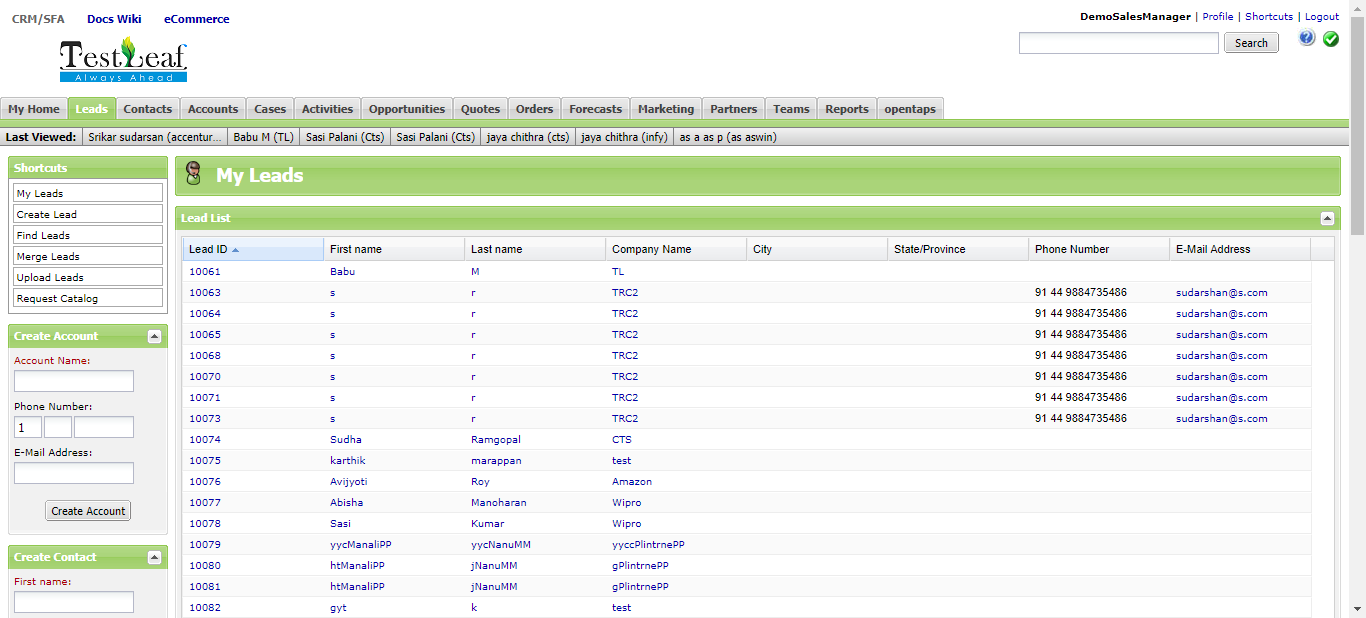 CRM/SFA Docs Wiki eCommerce
DemoSalesManager | Profile | Shortcuts | Logout
TestLeaf
Always Ahead
Search
My Home Leads Contacts Accounts Cases Activities Opportunities Quotes Orders Forecasts Marketing Partners Teams Reports opentaps
Last Viewed: Srikar sudarsan (accentur... Babu M (TL) Sasi Palani (Cts) Sasi Palani (Cts) jaya chithra (cts) jaya chithra (infy) as a as p (as aswin)
Shortcuts
My Leads
Create Lead
Find Leads
Merge Leads
Upload Leads
Request Catalog
Create Account
Account Name:
Phone Number:
1
E-Mail Address:
Create Account
Create Contact
First name:
My Leads
Lead List
Lead ID First name Last name Company Name City State/Province Phone Number E-Mail Address
10061 Babu M TL
10063 s r TRC2 91 44 9884735486 sudarshan@s.com
10064 s r TRC2 91 44 9884735486 sudarshan@s.com
10065 s r TRC2 91 44 9884735486 sudarshan@s.com
10068 s r TRC2 91 44 9884735486 sudarshan@s.com
10070 s r TRC2 91 44 9884735486 sudarshan@s.com
10071 s r TRC2 91 44 9884735486 sudarshan@s.com
10073 s r TRC2 91 44 9884735486 sudarshan@s.com
10074 Sudha Ramgopal CTS
10075 karthik marappan test
10076 Avijyoti Roy Amazon
10077 Abisha Manoharan Wipro
10078 Sasi Kumar Wipro
10079 yycManaliPP yycNanuMM yyccPlintrnePP
10080 htManaliPP jNanuMM gPlintrnePP
10081 htManaliPP jNanuMM gPlintrnePP
10082 gyt k test